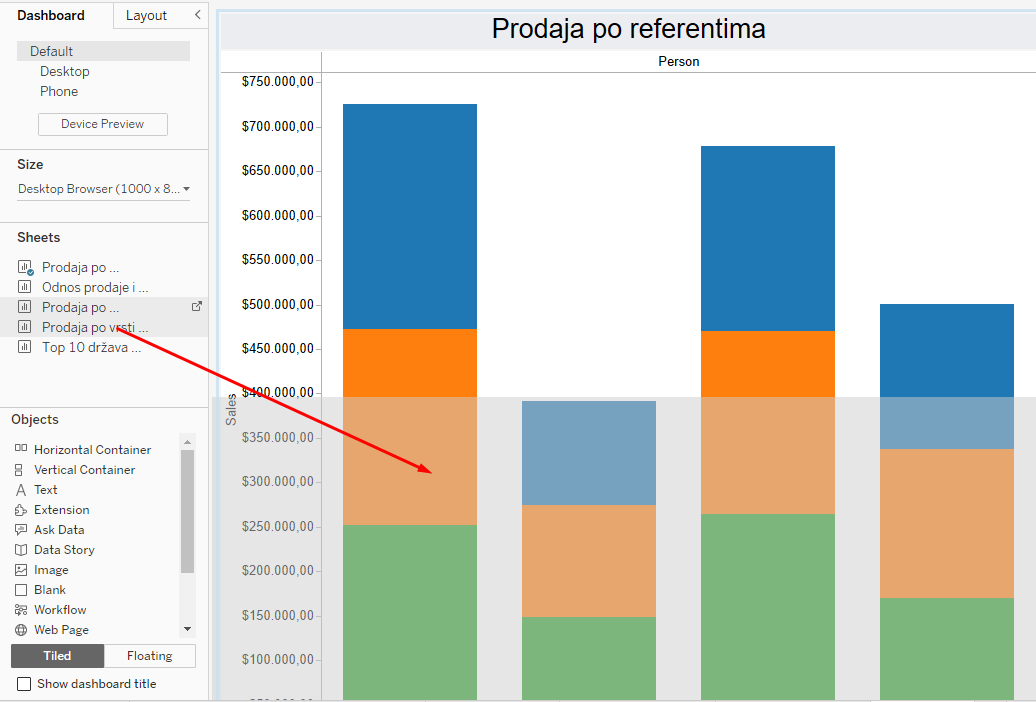 Dashboard
Layout
Default
Desktop
Phone
Device Preview
Size
Desktop Browser (1000 x 8...
Sheets
Prodaja po ...
Odnos prodaje i ...
Prodaja po ...
Prodaja po vrsti ...
Top 10 država ...
Objects
Horizontal Container
Vertical Container
Text
Extension
Ask Data
Data Story
Image
Blank
Workflow
Web Page
Tiled
Floating
Show dashboard title
Prodaja po referentima
Person
Sales
$750.000,00
$700.000,00
$650.000,00
$600.000,00
$550.000,00
$500.000,00
$450.000,00
$400.000,00
$350.000,00
$300.000,00
$250.000,00
$200.000,00
$150.000,00
$100.000,00